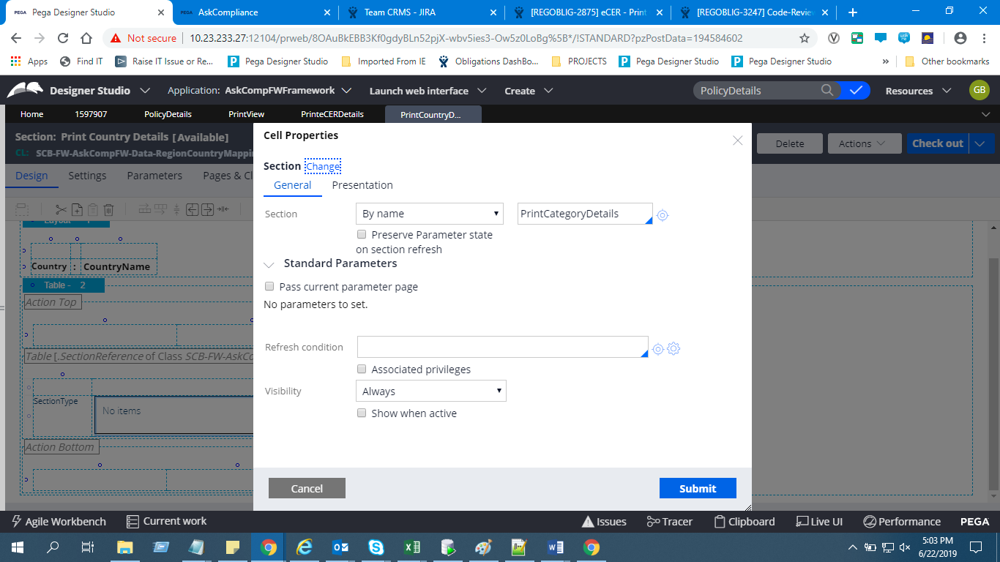 PEGA Pega Designer Studio
PEGA AskCompliance
Team CRMS - JIRA
[REGOBLIG-2875] eCER - Print
[REGOBLIG-3247] Code-Review
Not secure 10.23.233.27:12104/prweb/8OAuBkEBB3Kf0gdyBLn52pjX-wbv5ies3-Ow5z0LoBg%5B*/!STANDARD?pzPostData=194584602
Apps Find IT Raise IT Issue or Re... Pega Designer Studio Imported From IE Obligations DashBo... PROJECTS Pega Designer Studio Pega Designer Studio » Other bookmarks
Designer Studio Application: AskCompFWFramework Launch web interface Create PolicyDetails Resources GB
Home 1597907 PolicyDetails PrintView PrinteCERDetails PrintCountryD...
Section: Print Country Details [Available]
CL: SCB-FW-AskCompFW-Data-RegionCountryMappin
Delete Actions Check out
Design Settings Parameters Pages & Cl
Cell Properties
Section Change
General Presentation
Section By name PrintCategoryDetails
Preserve Parameter state
on section refresh
Standard Parameters
Pass current parameter page
No parameters to set.
Refresh condition
Associated privileges
Visibility Always
Show when active
Cancel Submit
Layout - 1
Country : CountryName
Table - 2
Action Top
Table [.SectionReference of Class SCB-FW-AskCo
SectionType No items
Action Bottom
Agile Workbench Current work Issues Tracer Clipboard Live UI Performance PEGA
5:03 PM
6/22/2019